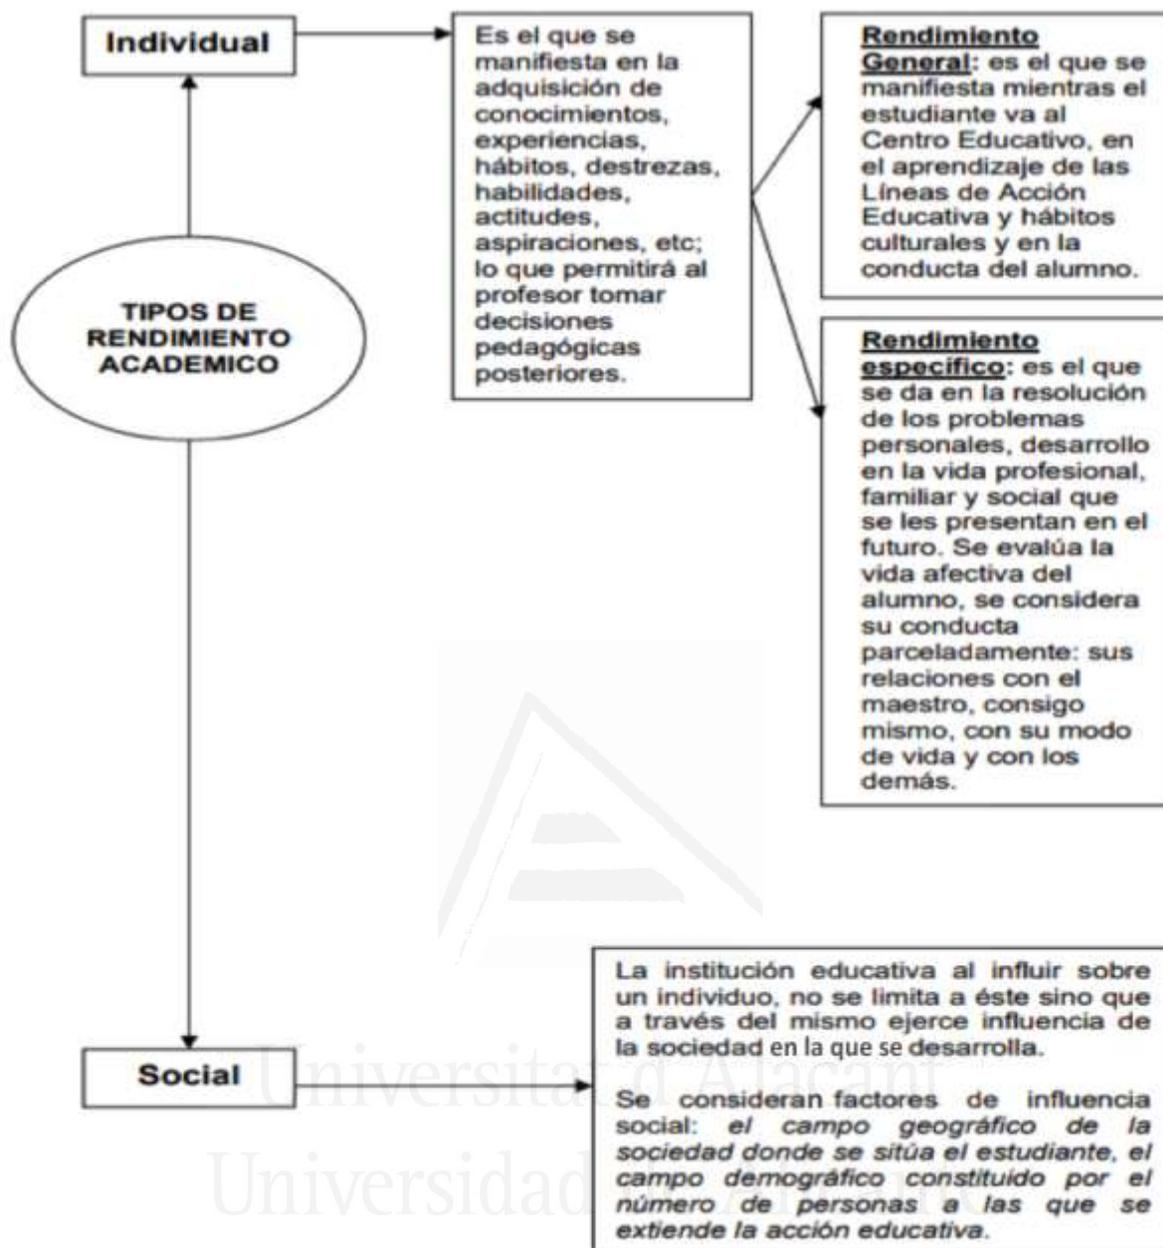 Individual
Es el que se
manifiesta en la
adquisición de
conocimientos,
experiencias,
hábitos, destrezas,
habilidades,
actitudes,
aspiraciones, etc;
lo que permitirá al
profesor tomar
decisiones
pedagógicas
posteriores.
Rendimiento
General: es el que se
manifiesta mientras el
estudiante va al
Centro Educativo, en
el aprendizaje de las
Líneas de Acción
Educativa y hábitos
culturales y en la
conducta del alumno.
TIPOS DE
RENDIMIENTO
ACADEMICO
Rendimiento
específico: es el que
se da en la resolución
de los problemas
personales, desarrollo
en la vida profesional,
familiar y social que
se les presentan en el
futuro. Se evalúa la
vida afectiva del
alumno, se considera
su conducta
parceladamente: sus
relaciones con el
maestro, consigo
mismo, con su modo
de vida y con los
demás.
Social
La institución educativa al influir sobre
un individuo, no se limita a éste sino que
a través del mismo ejerce influencia de
la sociedad en la que se desarrolla.
Se consideran factores de influencia
social: el campo geográfico de la
sociedad donde se sitúa el estudiante, el
campo demográfico constituido por el
número de personas a las que se
extiende la acción educativa.
Universitat d'Alacant
Universidad de Alicante